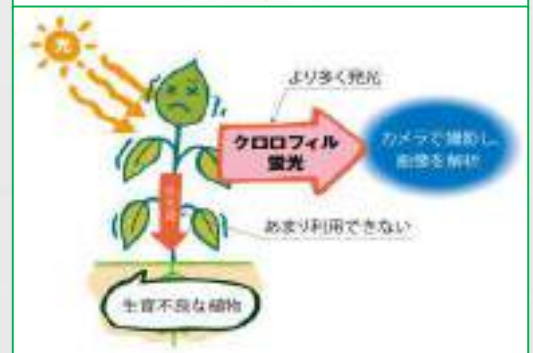 光
より多く発光
クロロフィル
蛍光
カメラで撮影し、
画像を解析
あまり利用できない
生育不良な植物